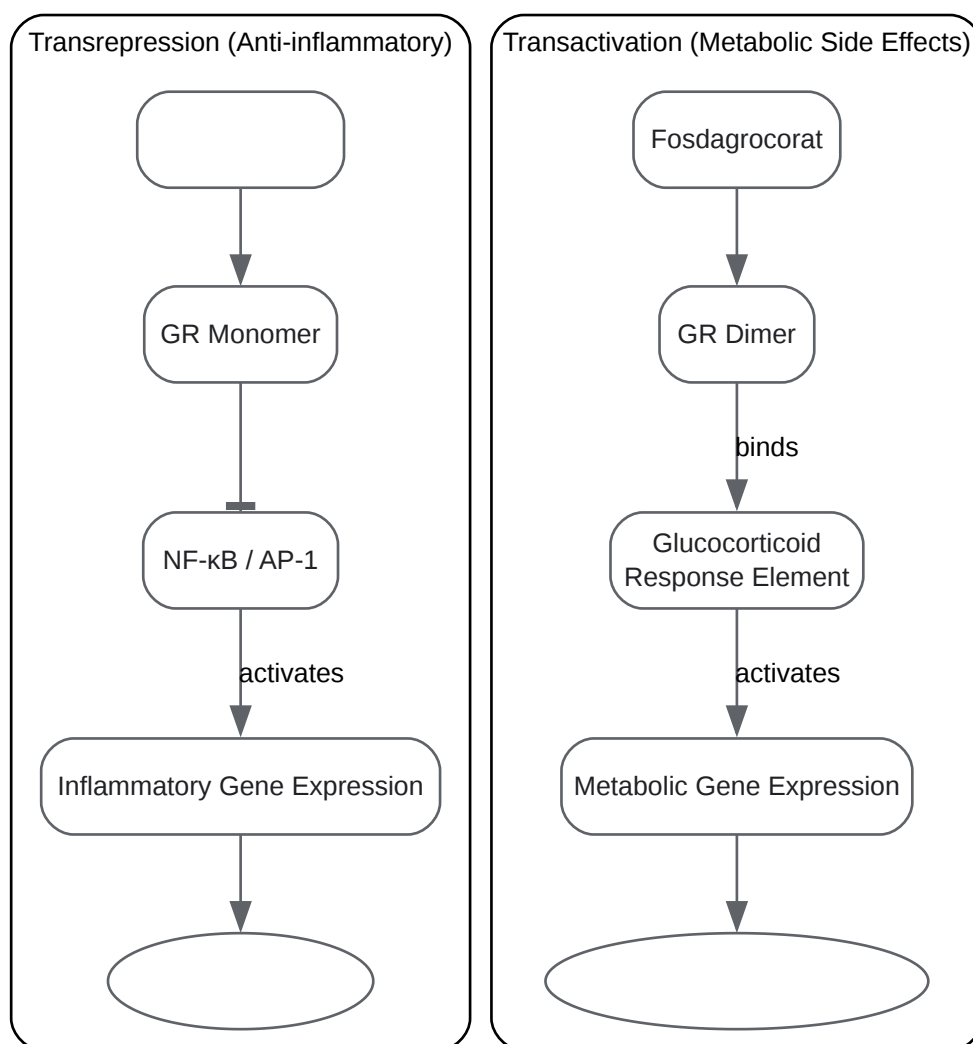 Transrepression (Anti-inflammatory)
GR Monomer
NF-κB / AP-1
activates
Inflammatory Gene Expression
Transactivation (Metabolic Side Effects)
Fosdagrocorat
GR Dimer
binds
Glucocorticoid
Response Element
activates
Metabolic Gene Expression